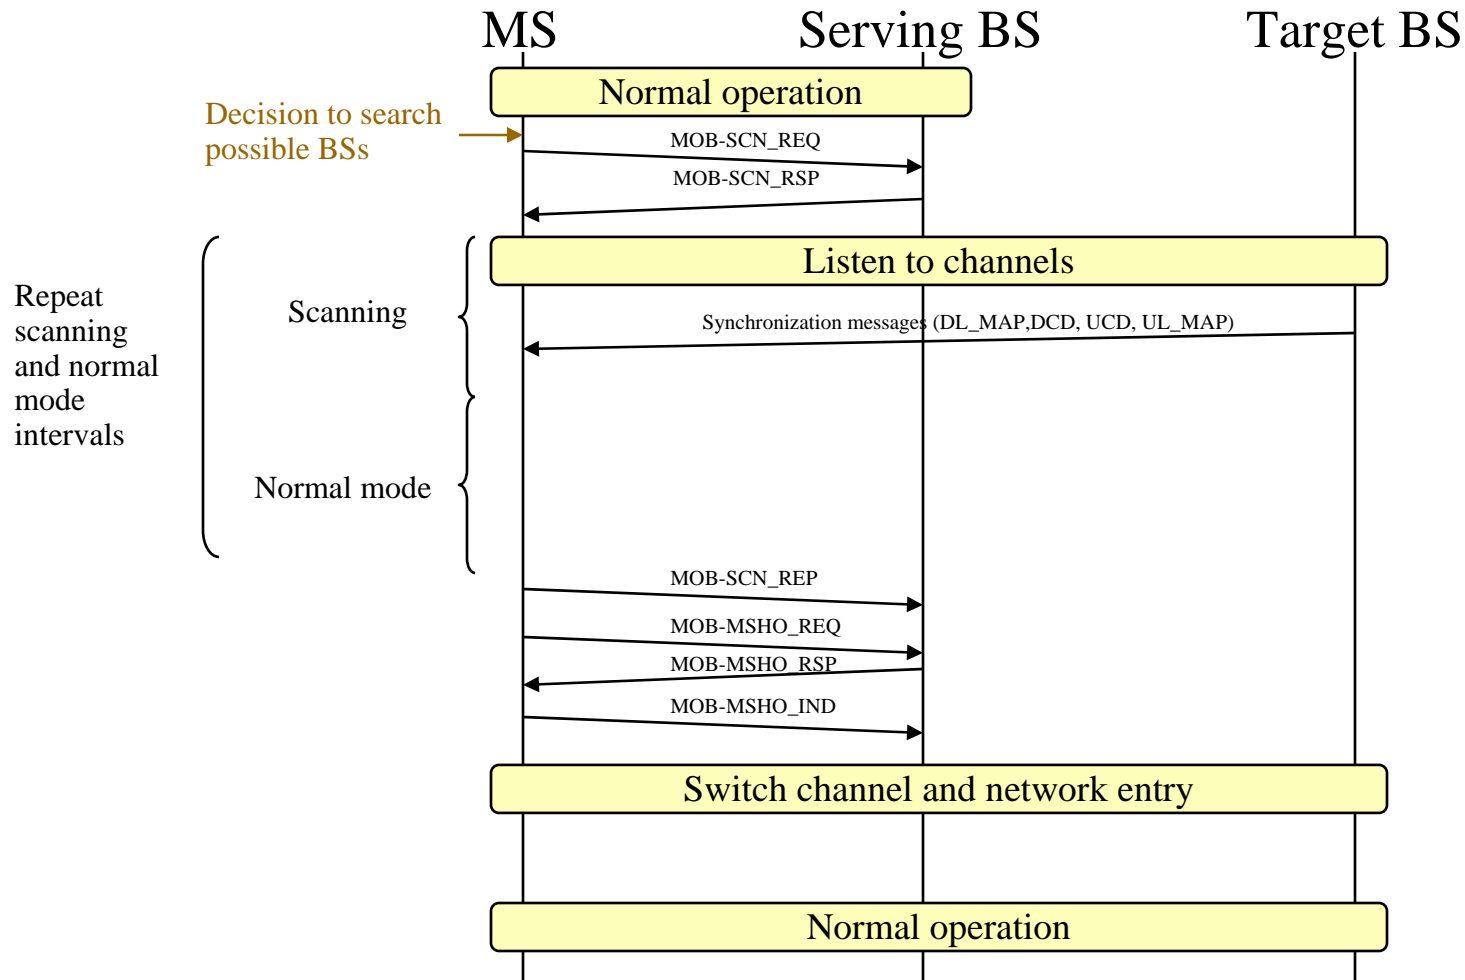 MS
Serving BS
Target BS
Normal operation
Decision to search
possible BSs
MOB-SCN_REQ
MOB-SCN_RSP
Listen to channels
Repeat
scanning
and normal
mode
intervals
Scanning
Synchronization messages (DL_MAP,DCD, UCD, UL_MAP)
Normal mode
MOB-SCN_REP
MOB-MSHO_REQ
MOB-MSHO_RSP
MOB-MSHO_IND
Switch channel and network entry
Normal operation